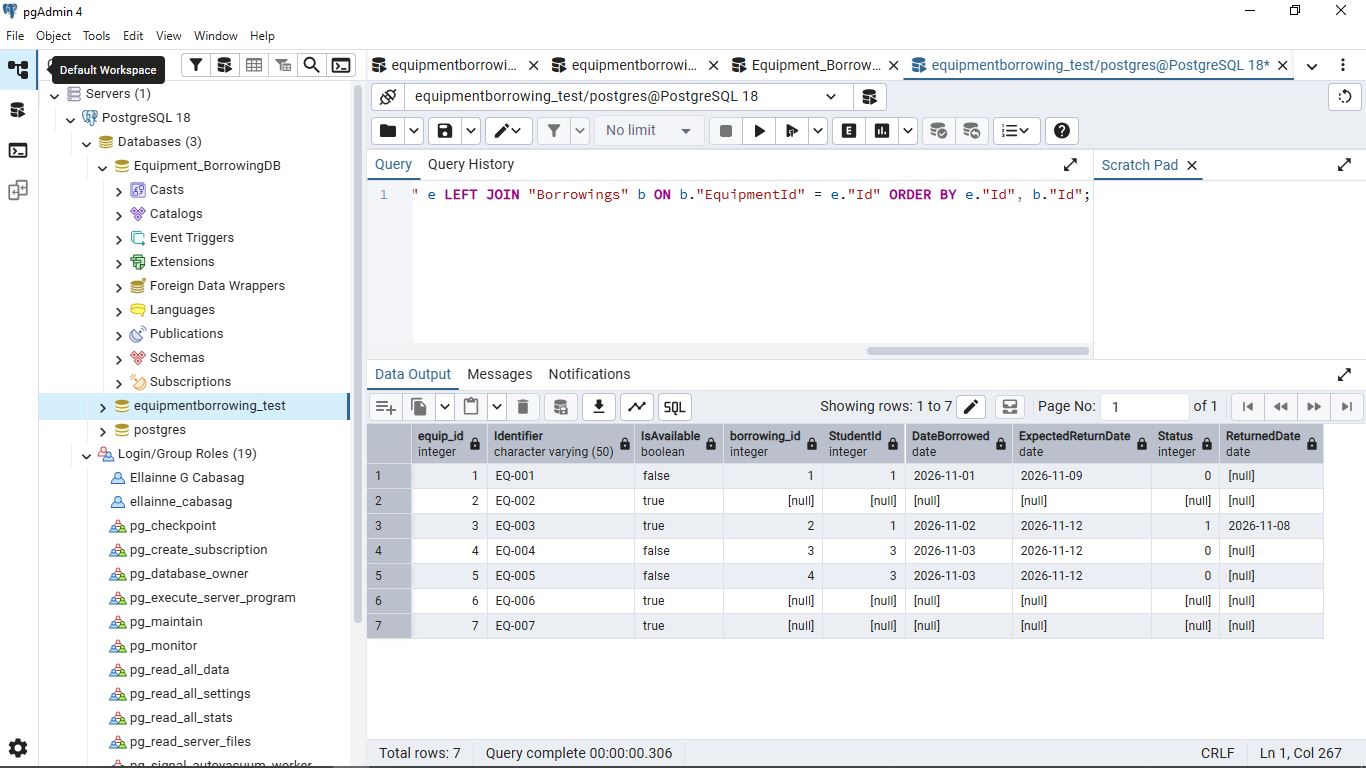 pgAdmin 4
File Object Tools Edit View Window Help
Default Workspace
equipmentborrowi... equipmentborrowi... Equipment_Borrow... equipmentborrowing_test/postgres@PostgreSQL 18*
Servers (1)
PostgreSQL 18
Databases (3)
Equipment_BorrowingDB
Casts
Catalogs
Event Triggers
Extensions
Foreign Data Wrappers
Languages
Publications
Schemas
Subscriptions
equipmentborrowing_test
postgres
Login/Group Roles (19)
Ellainne G Cabasag
ellainne_cabasag
pg_checkpoint
pg_create_subscription
pg_database_owner
pg_execute_server_program
pg_maintain
pg_monitor
pg_read_all_data
pg_read_all_settings
pg_read_all_stats
pg_read_server_files
pg_signal_autovacuum_worker
equipmentborrowing_test/postgres@PostgreSQL 18
No limit E SQL
Query Query History
Scratch Pad
1 " e LEFT JOIN "Borrowings" b ON b."EquipmentId" = e."Id" ORDER BY e."Id", b."Id";
Data Output Messages Notifications
Showing rows: 1 to 7 Page No: 1 of 1
equip_id Identifier IsAvailable borrowing_id StudentId DateBorrowed ExpectedReturnDate Status ReturnedDate
integer character varying (50) boolean integer integer date date integer date
1 1 EQ-001 false 1 1 2026-11-01 2026-11-09 0 [null]
2 2 EQ-002 true [null] [null] [null] [null] [null] [null]
3 3 EQ-003 true 2 1 2026-11-02 2026-11-12 1 2026-11-08
4 4 EQ-004 false 3 3 2026-11-03 2026-11-12 0 [null]
5 5 EQ-005 false 4 3 2026-11-03 2026-11-12 0 [null]
6 6 EQ-006 true [null] [null] [null] [null] [null] [null]
7 7 EQ-007 true [null] [null] [null] [null] [null] [null]
Total rows: 7 Query complete 00:00:00.306 CRLF Ln 1, Col 267